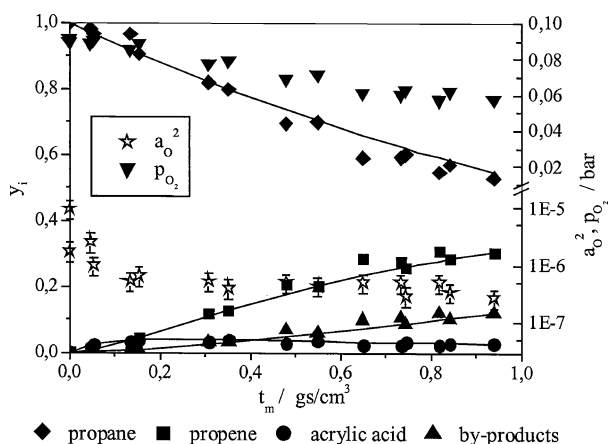 1,0
0,8
0,6
0,4
0,2
0,0
y_i
a_O^2
p_O_2
0,10
0,08
0,06
0,04
0,02
1E-5
1E-6
1E-7
a_O^2, p_O_2 / bar
0,0 0,2 0,4 0,6 0,8 1,0
t_m / gs/cm^3
propane propene acrylic acid by-products